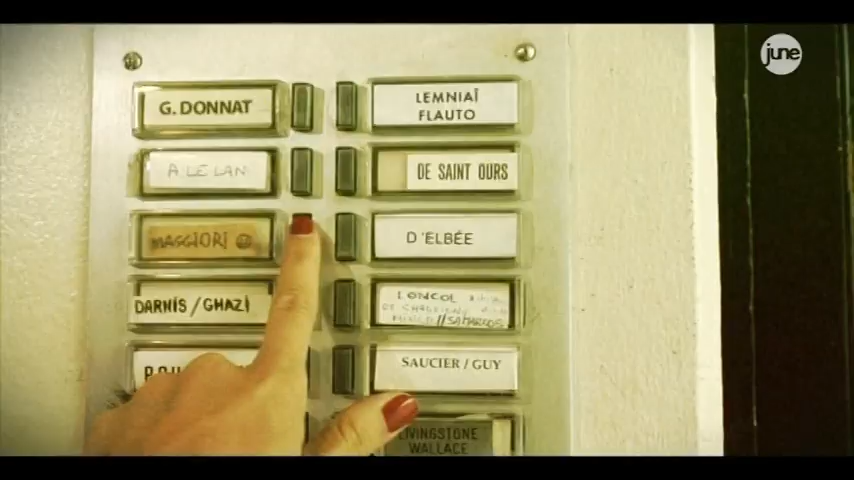 june
G. DONNAT
LEMNIAÏ
FLAUTO
A LE LAN
DE SAINT OURS
MAGGIORI
D'ELBÉE
DARNIS / GHAZI
LONCOL
SAUCIER / GUY
LIVINGSTONE
WALLACE